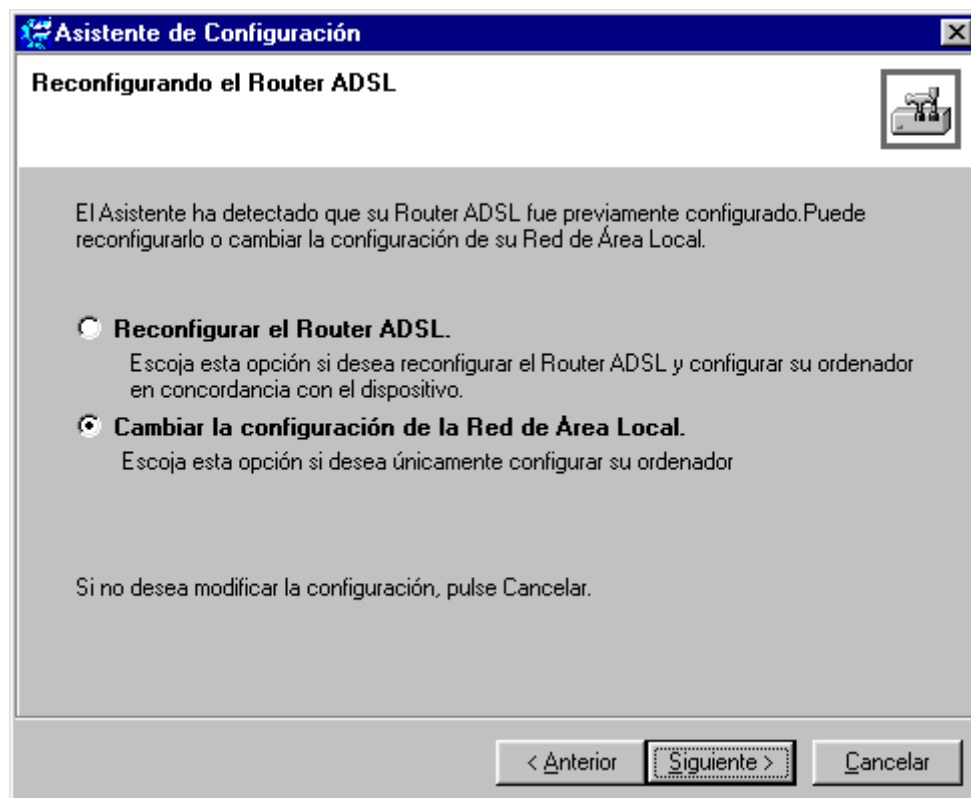 Asistente de Configuración
Reconfigurando el Router ADSL
El Asistente ha detectado que su Router ADSL fue previamente configurado.Puede
reconfigurarlo o cambiar la configuración de su Red de Área Local.
Reconfigurar el Router ADSL.
Escoja esta opción si desea reconfigurar el Router ADSL y configurar su ordenador
en concordancia con el dispositivo.
Cambiar la configuración de la Red de Área Local.
Escoja esta opción si desea únicamente configurar su ordenador
Si no desea modificar la configuración, pulse Cancelar.
< Anterior
Siguiente >
Cancelar